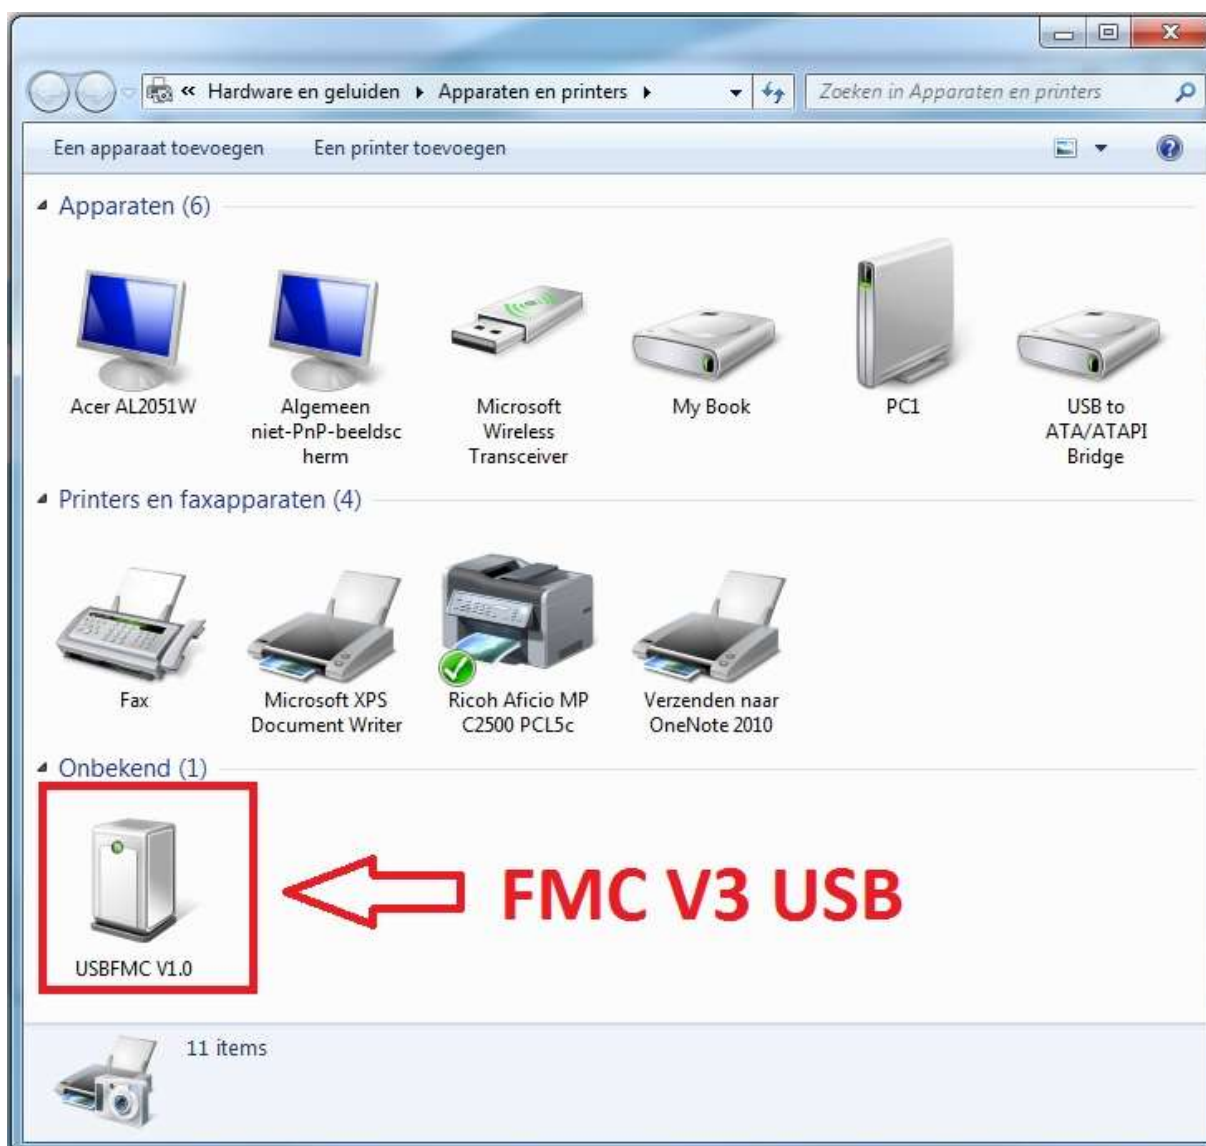 « Hardware en geluiden ▸ Apparaten en printers ▸ Zoeken in Apparaten en printers
Een apparaat toevoegen Een printer toevoegen
Apparaten (6)
Acer AL2051W
Algemeen
niet-PnP-beeldsc
herm
Microsoft
Wireless
Transceiver
My Book
PC1
USB to
ATA/ATAPI
Bridge
Printers en faxapparaten (4)
Fax
Microsoft XPS
Document Writer
Ricoh Aficio MP
C2500 PCL5c
Verzenden naar
OneNote 2010
Onbekend (1)
USBFMC V1.0
FMC V3 USB
11 items